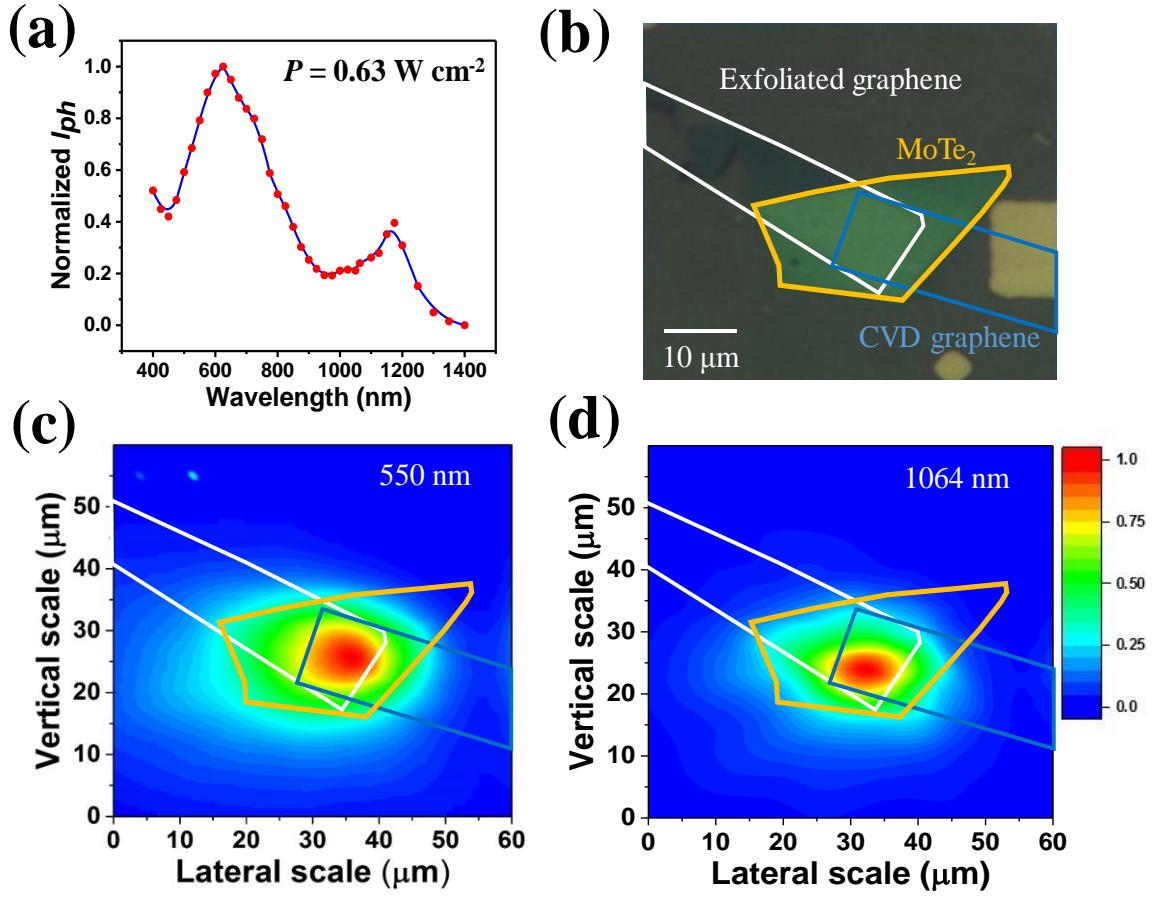 (a)
P = 0.63 W cm-2
Normalized Iph
1.0
0.8
0.6
0.4
0.2
0.0
400 600 800 1000 1200 1400
Wavelength (nm)
(b)
Exfoliated graphene
MoTe2
CVD graphene
10 μm
(c)
550 nm
Vertical scale (μm)
50
40
30
20
10
0
0 10 20 30 40 50 60
Lateral scale (μm)
(d)
1064 nm
Vertical scale (μm)
50
40
30
20
10
0
0 10 20 30 40 50 60
Lateral scale (μm)
1.0
0.75
0.50
0.25
0.0